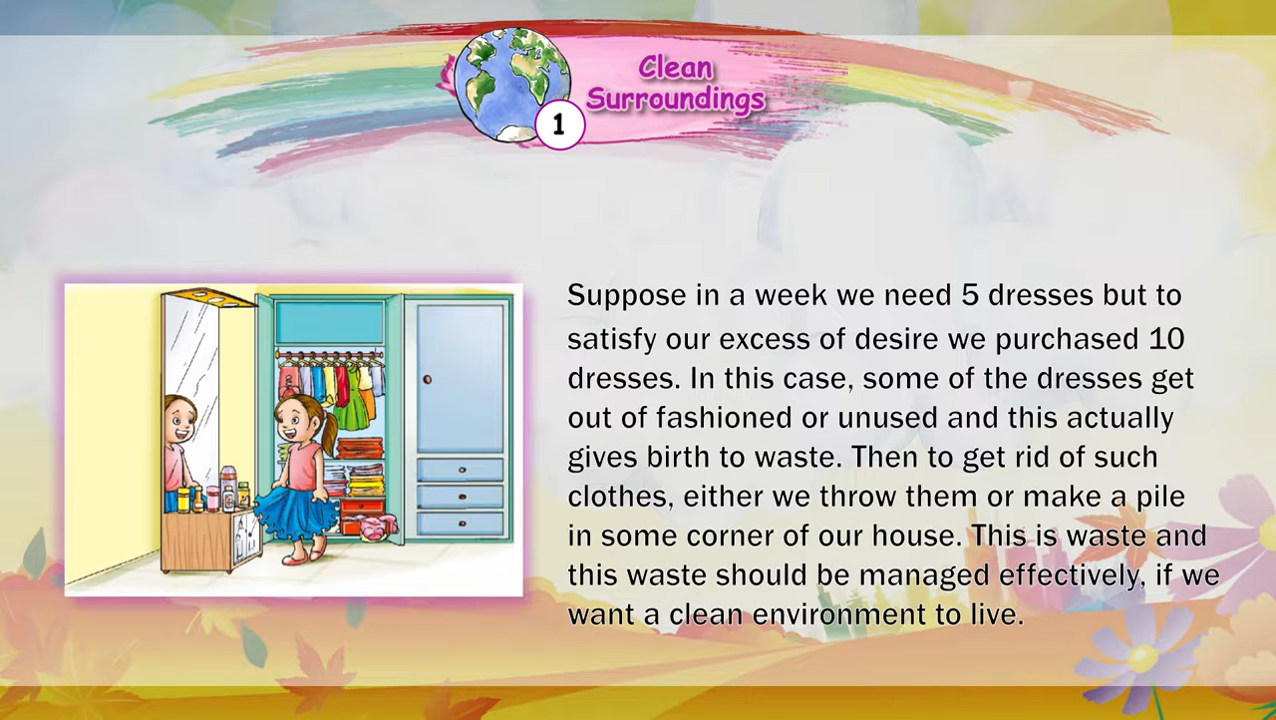 Clean
Surroundings
1
Suppose in a week we need 5 dresses but to
satisfy our excess of desire we purchased 10
dresses. In this case, some of the dresses get
out of fashioned or unused and this actually
gives birth to waste. Then to get rid of such
clothes, either we throw them or make a pile
in some corner of our house. This is waste and
this waste should be managed effectively, if we
want a clean environment to live.